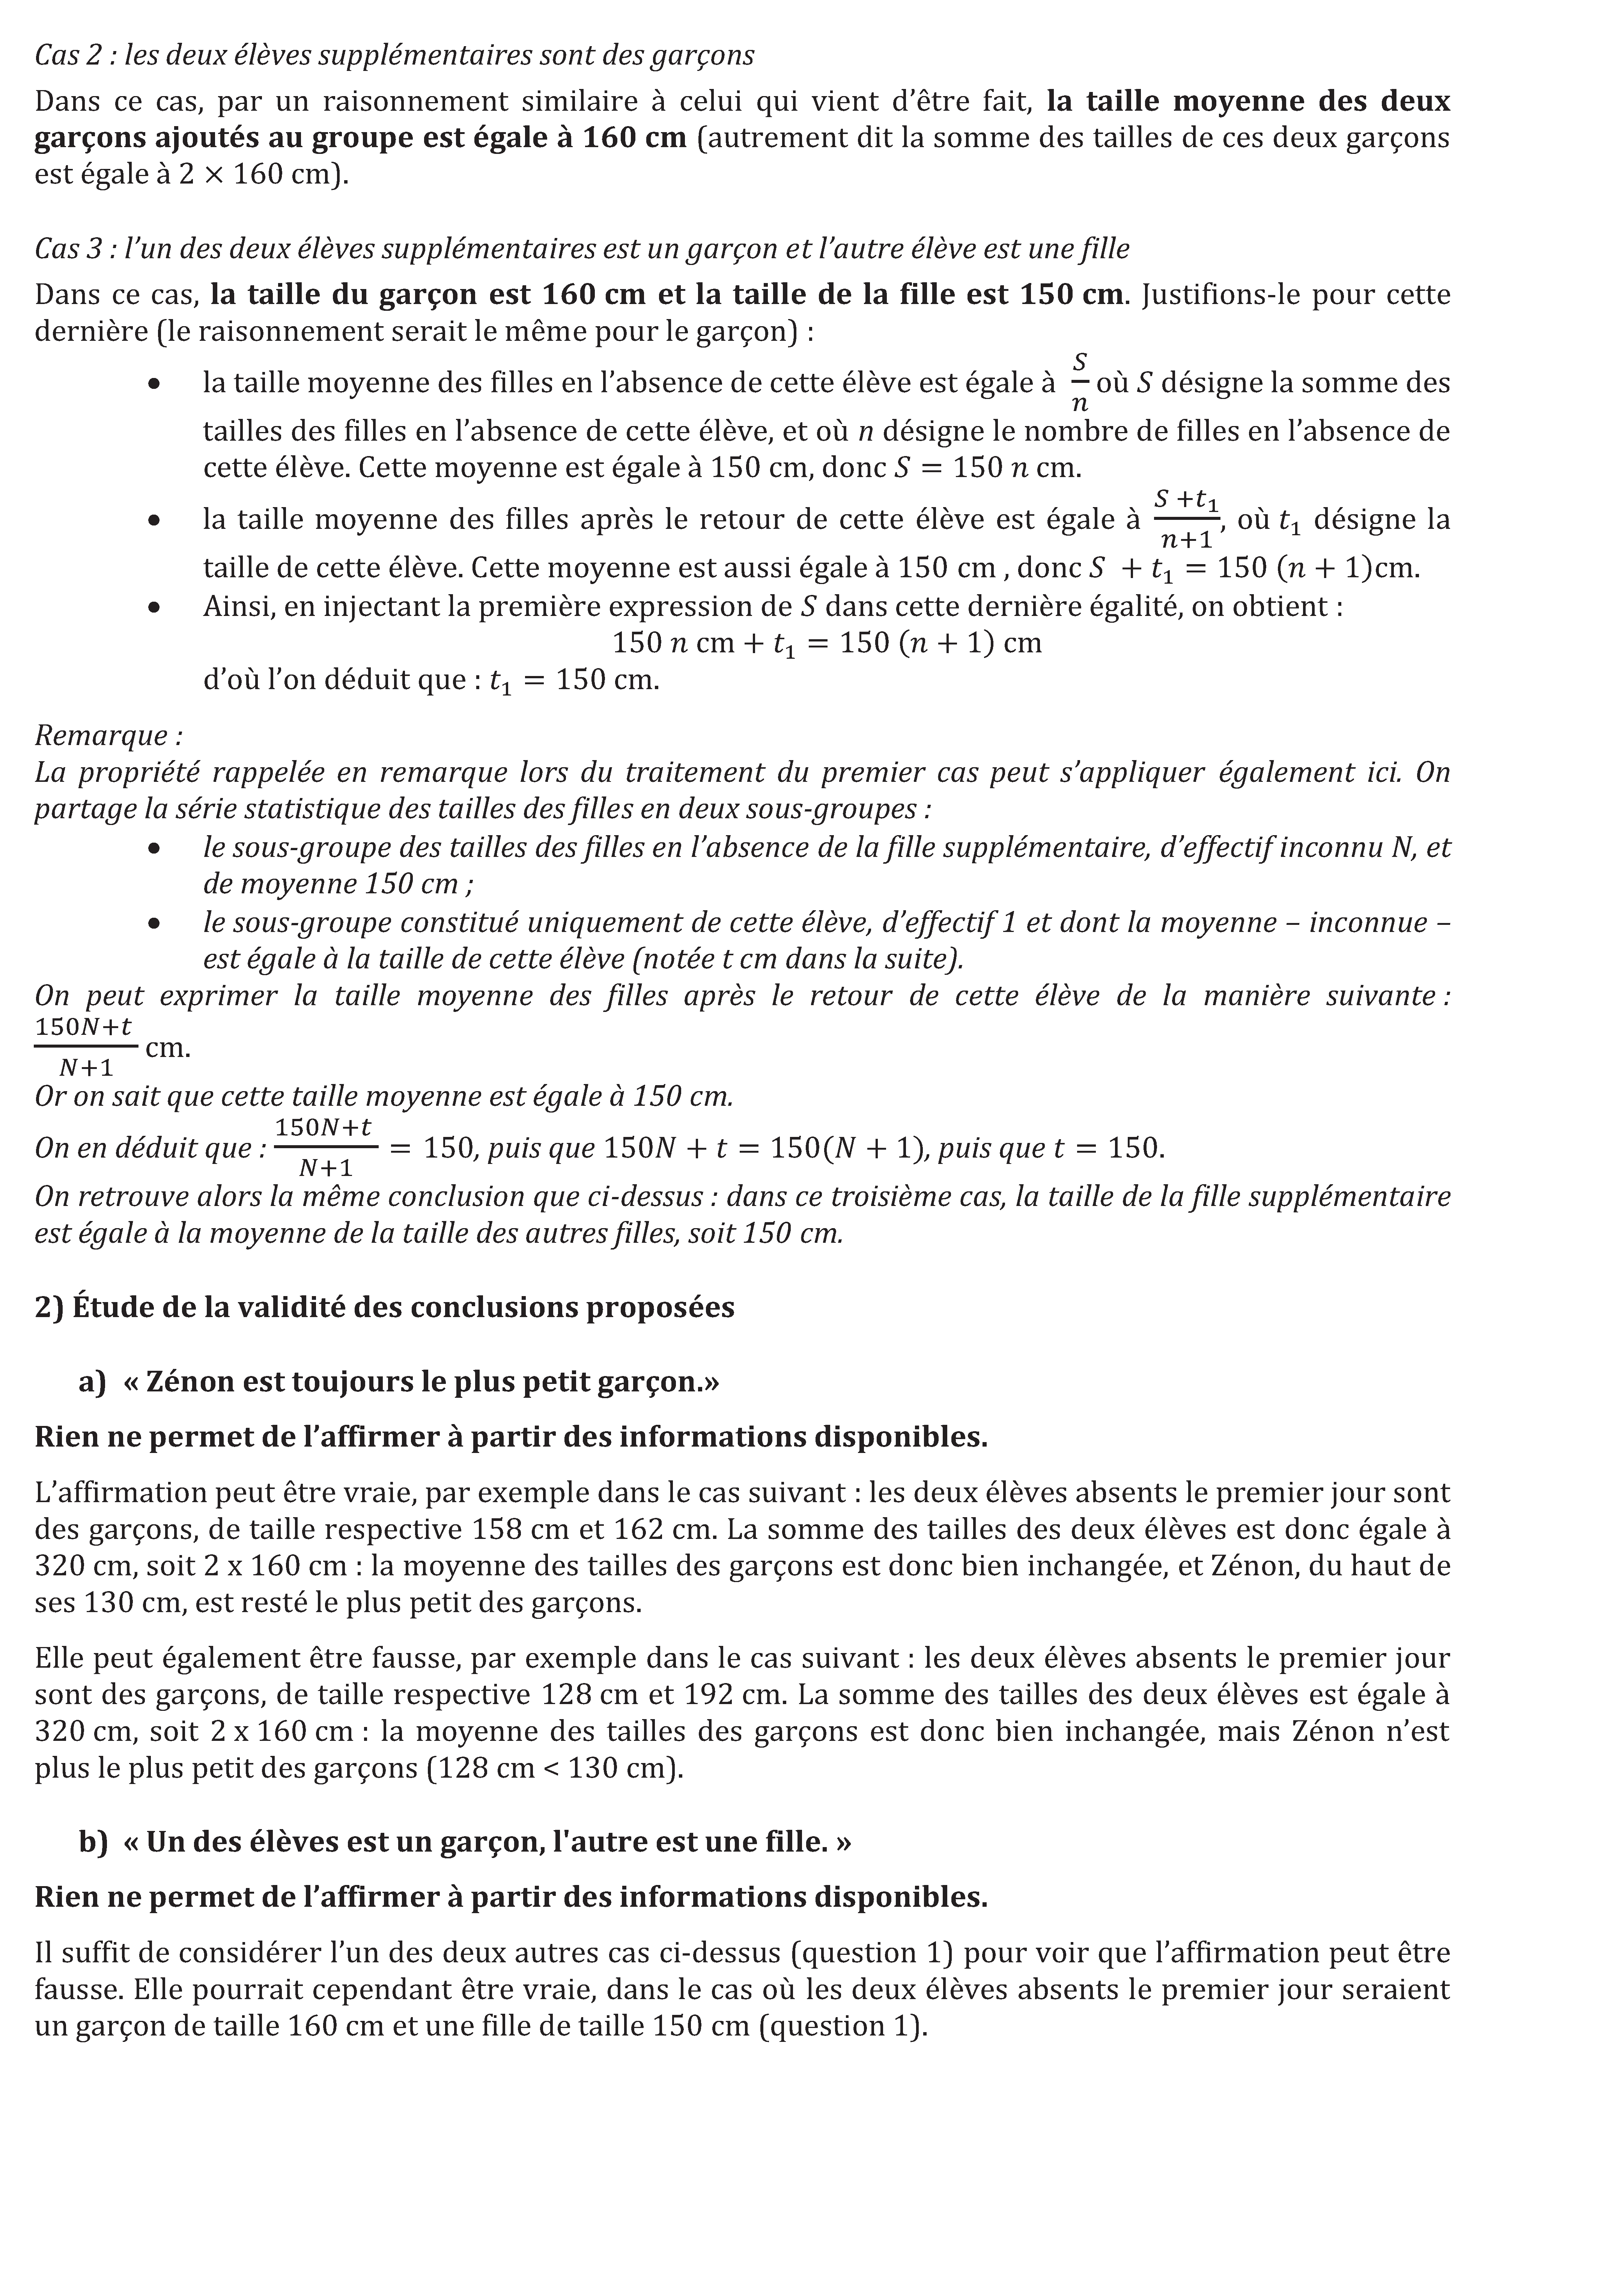 Cas 2 : les deux élèves supplémentaires sont des garçons
Dans ce cas, par un raisonnement similaire à celui qui vient d’être fait, la taille moyenne des deux
garçons ajoutés au groupe est égale à 160 cm (autrement dit la somme des tailles de ces deux garçons
est égale à 2 × 160 cm).
Cas 3 : l’un des deux élèves supplémentaires est un garçon et l’autre élève est une fille
Dans ce cas, la taille du garçon est 160 cm et la taille de la fille est 150 cm. Justifions-le pour cette
dernière (le raisonnement serait le même pour le garçon) :
• la taille moyenne des filles en l’absence de cette élève est égale à S/n où S désigne la somme des
tailles des filles en l’absence de cette élève, et où n désigne le nombre de filles en l’absence de
cette élève. Cette moyenne est égale à 150 cm, donc S = 150 n cm.
• la taille moyenne des filles après le retour de cette élève est égale à (S + t₁)/(n+1), où t₁ désigne la
taille de cette élève. Cette moyenne est aussi égale à 150 cm , donc S + t₁ = 150 (n + 1)cm.
• Ainsi, en injectant la première expression de S dans cette dernière égalité, on obtient :
150 n cm + t₁ = 150 (n + 1) cm
d’où l’on déduit que : t₁ = 150 cm.
Remarque :
La propriété rappelée en remarque lors du traitement du premier cas peut s’appliquer également ici. On
partage la série statistique des tailles des filles en deux sous-groupes :
• le sous-groupe des tailles des filles en l’absence de la fille supplémentaire, d’effectif inconnu N, et
de moyenne 150 cm ;
• le sous-groupe constitué uniquement de cette élève, d’effectif 1 et dont la moyenne – inconnue –
est égale à la taille de cette élève (notée t cm dans la suite).
On peut exprimer la taille moyenne des filles après le retour de cette élève de la manière suivante :
(150N+t)/(N+1) cm.
Or on sait que cette taille moyenne est égale à 150 cm.
On en déduit que : (150N+t)/(N+1) = 150, puis que 150N + t = 150(N + 1), puis que t = 150.
On retrouve alors la même conclusion que ci-dessus : dans ce troisième cas, la taille de la fille supplémentaire
est égale à la moyenne de la taille des autres filles, soit 150 cm.
2) Étude de la validité des conclusions proposées
a) « Zénon est toujours le plus petit garçon.»
Rien ne permet de l’affirmer à partir des informations disponibles.
L’affirmation peut être vraie, par exemple dans le cas suivant : les deux élèves absents le premier jour sont
des garçons, de taille respective 158 cm et 162 cm. La somme des tailles des deux élèves est donc égale à
320 cm, soit 2 x 160 cm : la moyenne des tailles des garçons est donc bien inchangée, et Zénon, du haut de
ses 130 cm, est resté le plus petit des garçons.
Elle peut également être fausse, par exemple dans le cas suivant : les deux élèves absents le premier jour
sont des garçons, de taille respective 128 cm et 192 cm. La somme des tailles des deux élèves est égale à
320 cm, soit 2 x 160 cm : la moyenne des tailles des garçons est donc bien inchangée, mais Zénon n’est
plus le plus petit des garçons (128 cm < 130 cm).
b) « Un des élèves est un garçon, l'autre est une fille. »
Rien ne permet de l’affirmer à partir des informations disponibles.
Il suffit de considérer l’un des deux autres cas ci-dessus (question 1) pour voir que l’affirmation peut être
fausse. Elle pourrait cependant être vraie, dans le cas où les deux élèves absents le premier jour seraient
un garçon de taille 160 cm et une fille de taille 150 cm (question 1).